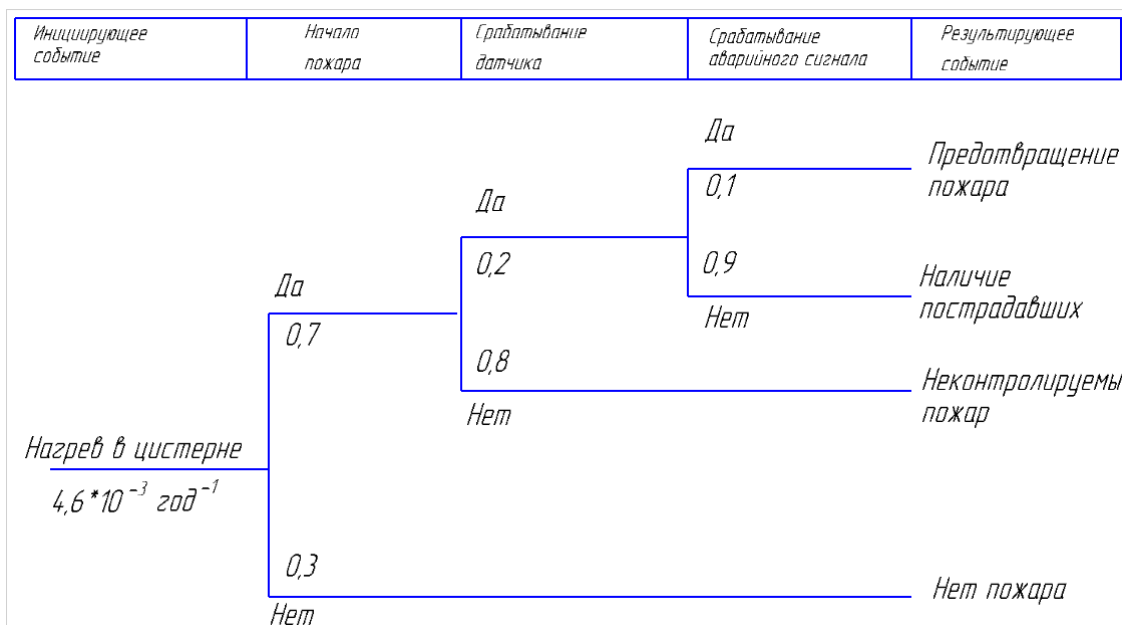 Инициирующее
событие
Начало
пожара
Срабатывание
датчика
Срабатывание
аварийного сигнала
Результирующее
событие
Да
Предотвращение
пожара
0,1
Да
0,2
0,9
Наличие
пострадавших
Нет
Да
0,7
0,8
Неконтролируемы
пожар
Нет
Нагрев в цистерне
4,6*10⁻³ год⁻¹
0,3
Нет пожара
Нет